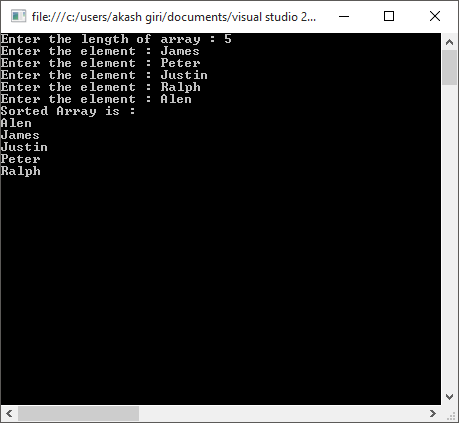 file:///c:/users/akash giri/documents/visual studio 2...
Enter the length of array : 5
Enter the element : James
Enter the element : Peter
Enter the element : Justin
Enter the element : Ralph
Enter the element : Alen
Sorted Array is :
Alen
James
Justin
Peter
Ralph